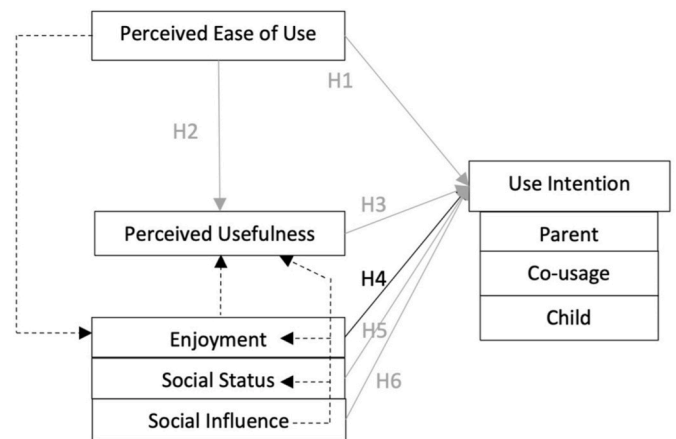 Perceived Ease of Use
H1
H2
Use Intention
H3
Perceived Usefulness
Parent
Co-usage
H4
Child
Enjoyment
H5
Social Status
H6
Social Influence